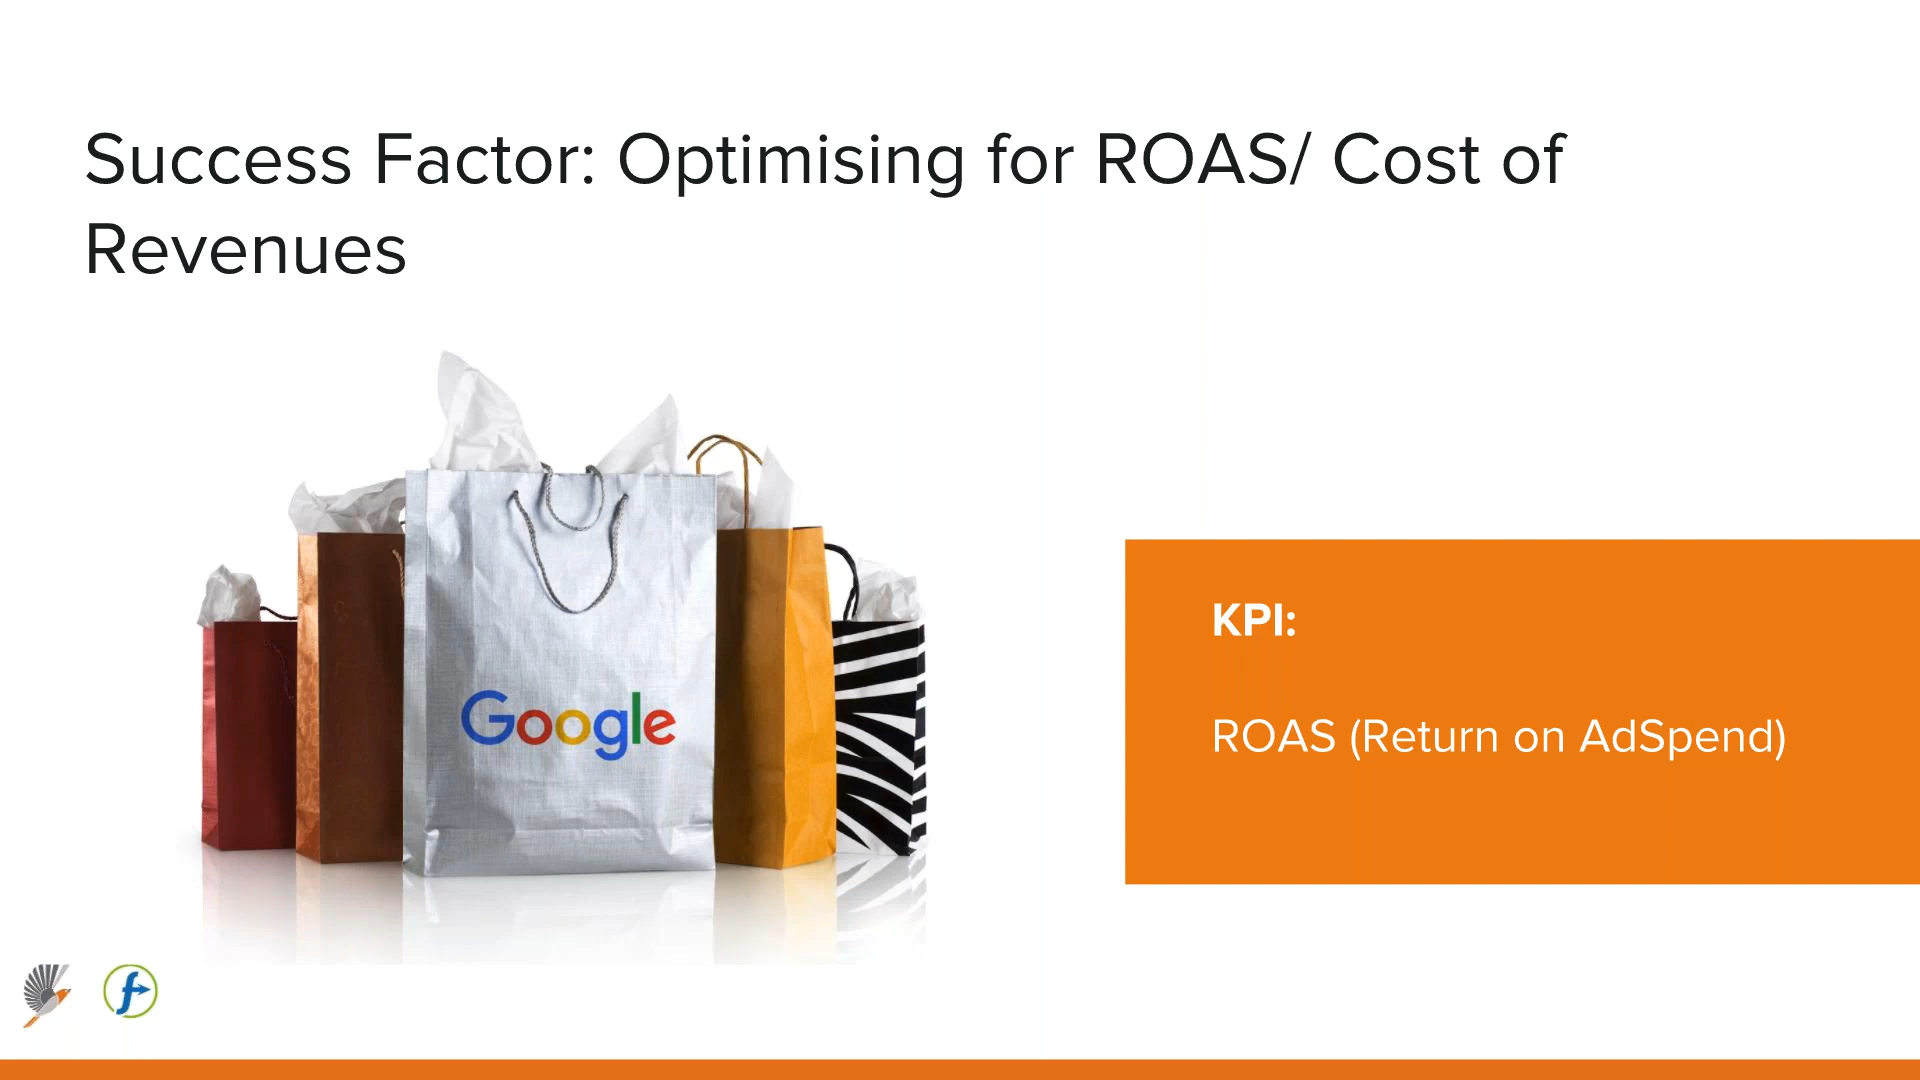 Success Factor: Optimising for ROAS/ Cost of
Revenues
Google
KPI:
ROAS (Return on AdSpend)